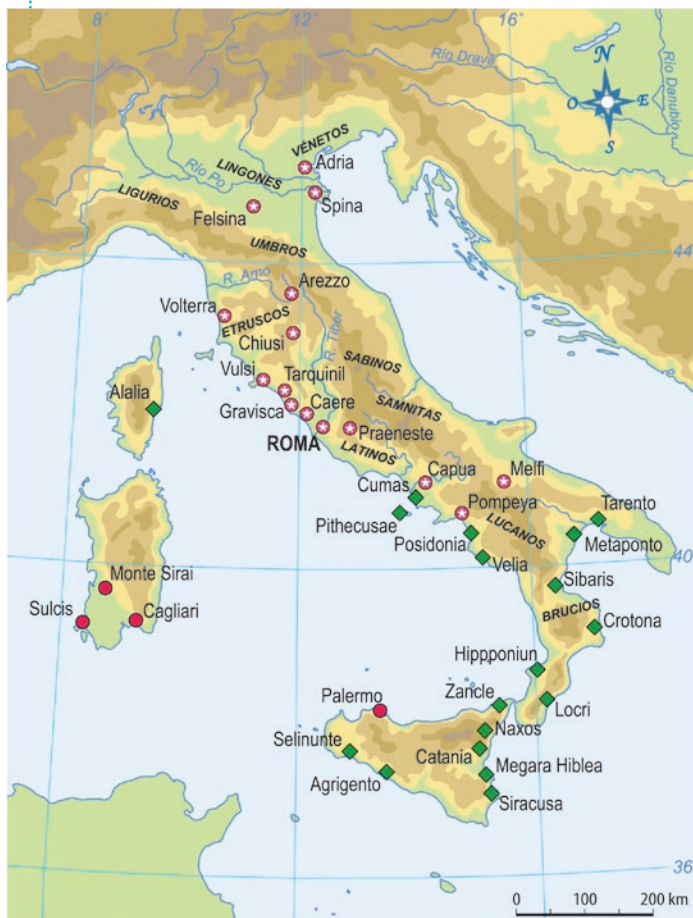 8°
12°
16°
Río Drava
Río Danubio
N
O
E
S
VÉNETOS
Adria
LINGONES
Río Po
Spina
LIGURIOS
Felsina
UMBROS
44°
R. Arno
Arezzo
Volterra
ETRUSCOS
Chiusi
R. Tiber
SABINOS
Vulsi
Tarquinil
Alalia
SAMNITAS
Gravisca
Caere
ROMA
Praeneste
LATINOS
Capua
Melfi
Cumas
Pompeya
Tarento
Pithecusae
LUCANOS
Posidonia
Metaponto
Velia
40°
Monte Sirai
Sibaris
Sulcis
Cagliari
BRUCIOS
Crotona
Hippponiun
Palermo
Zancle
Locri
Naxos
Selinunte
Catania
Megara Hiblea
Agrigento
Siracusa
36°
0 100 200 km